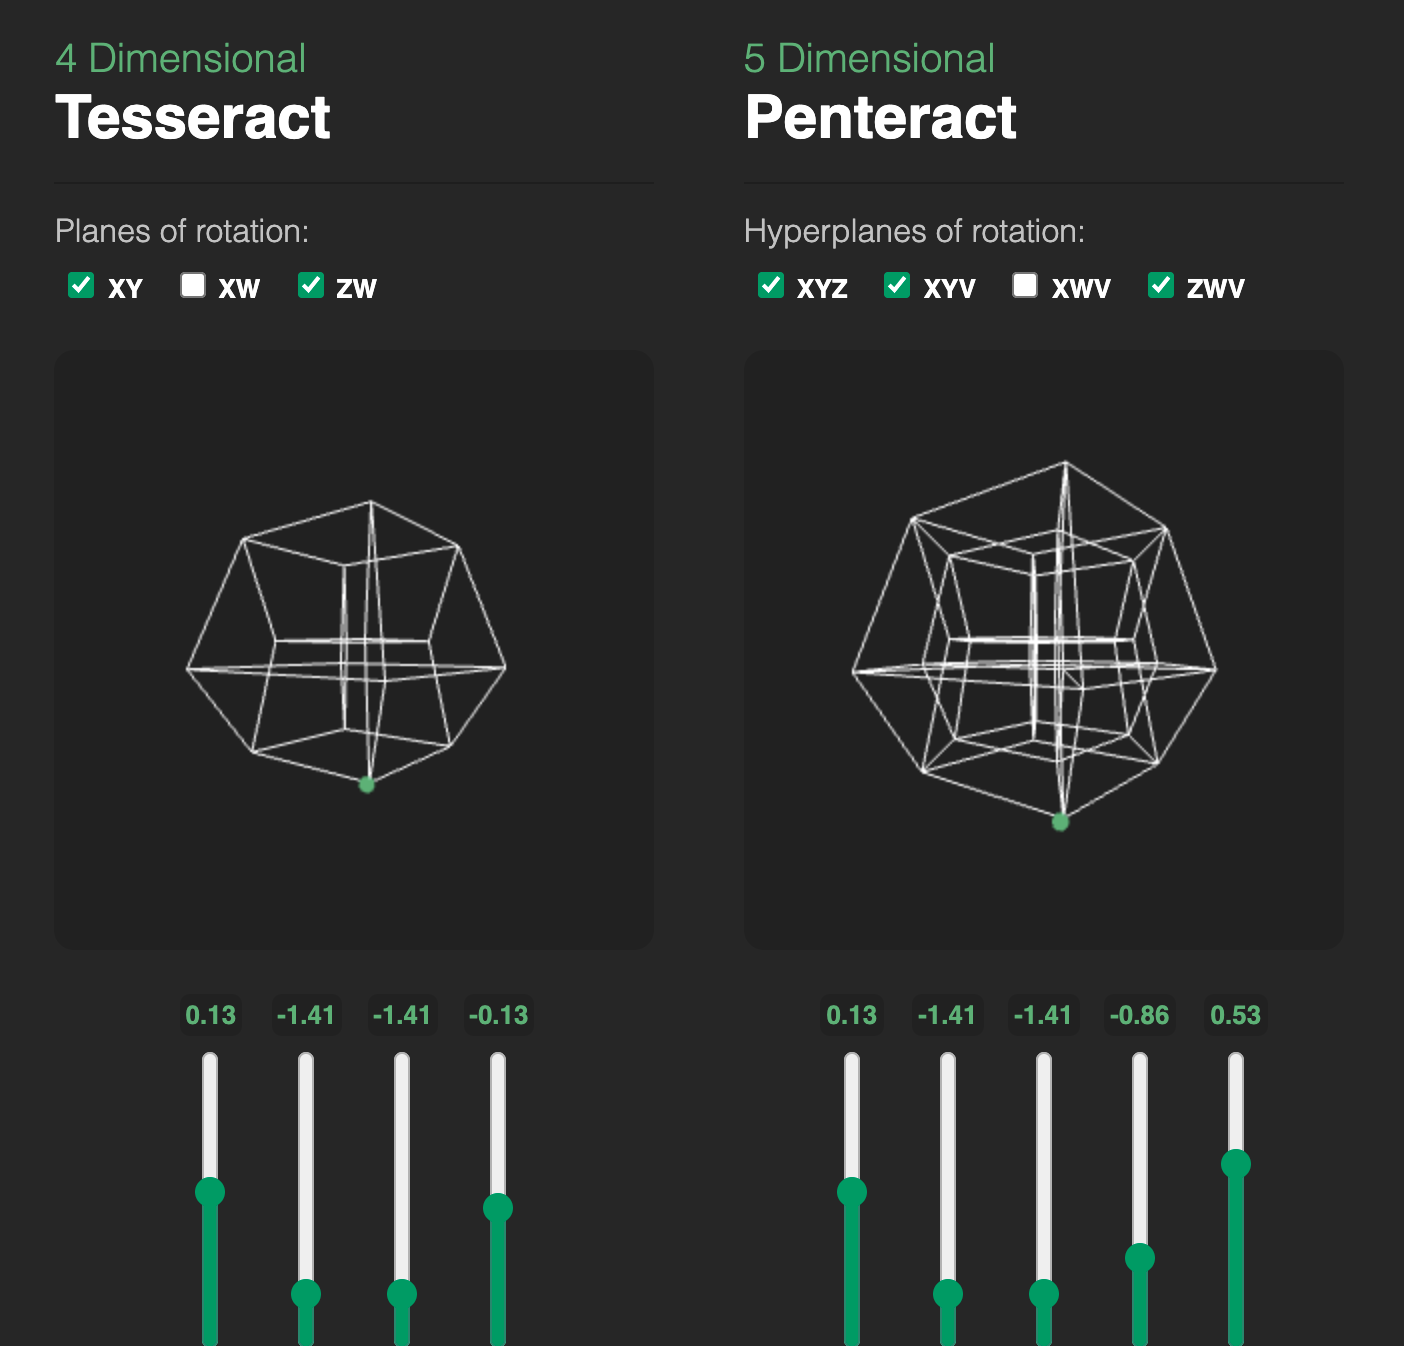 4 Dimensional
Tesseract
Planes of rotation:
XY XW ZW
0.13 -1.41 -1.41 -0.13
5 Dimensional
Penteract
Hyperplanes of rotation:
XYZ XYV XWV ZWV
0.13 -1.41 -1.41 -0.86 0.53